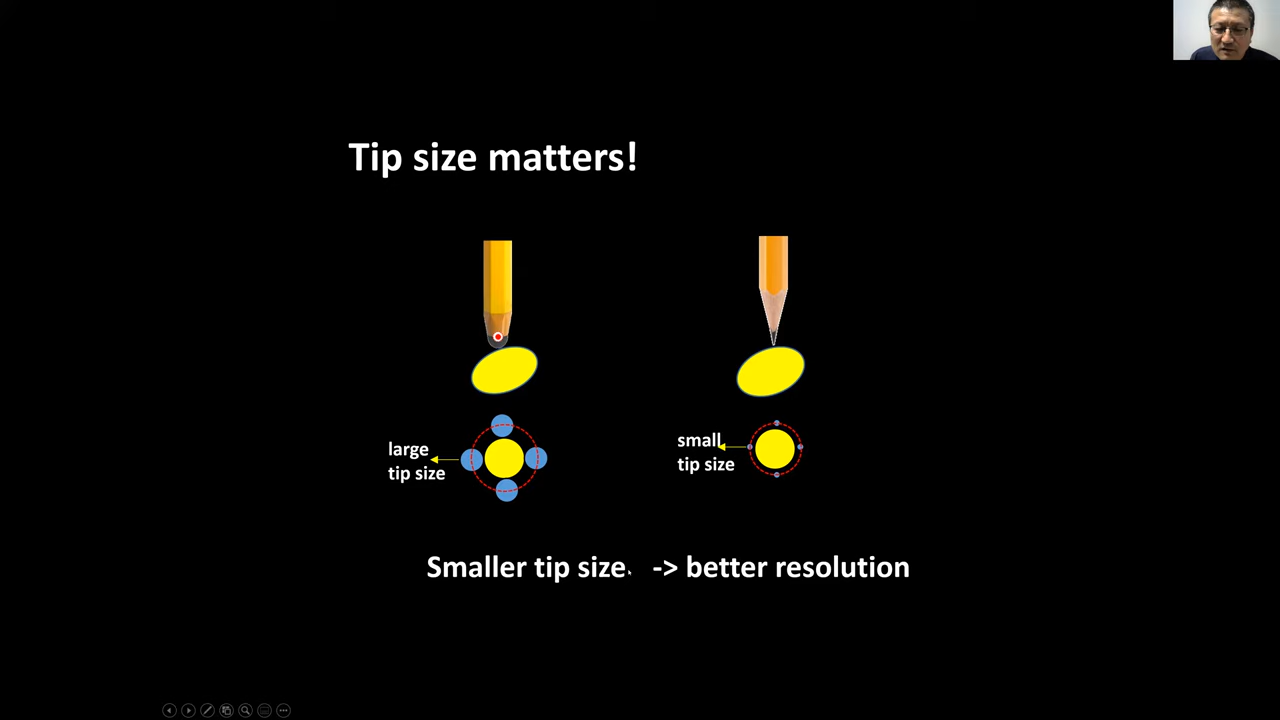 Tip size matters!
large
tip size
small
tip size
Smaller tip size -> better resolution